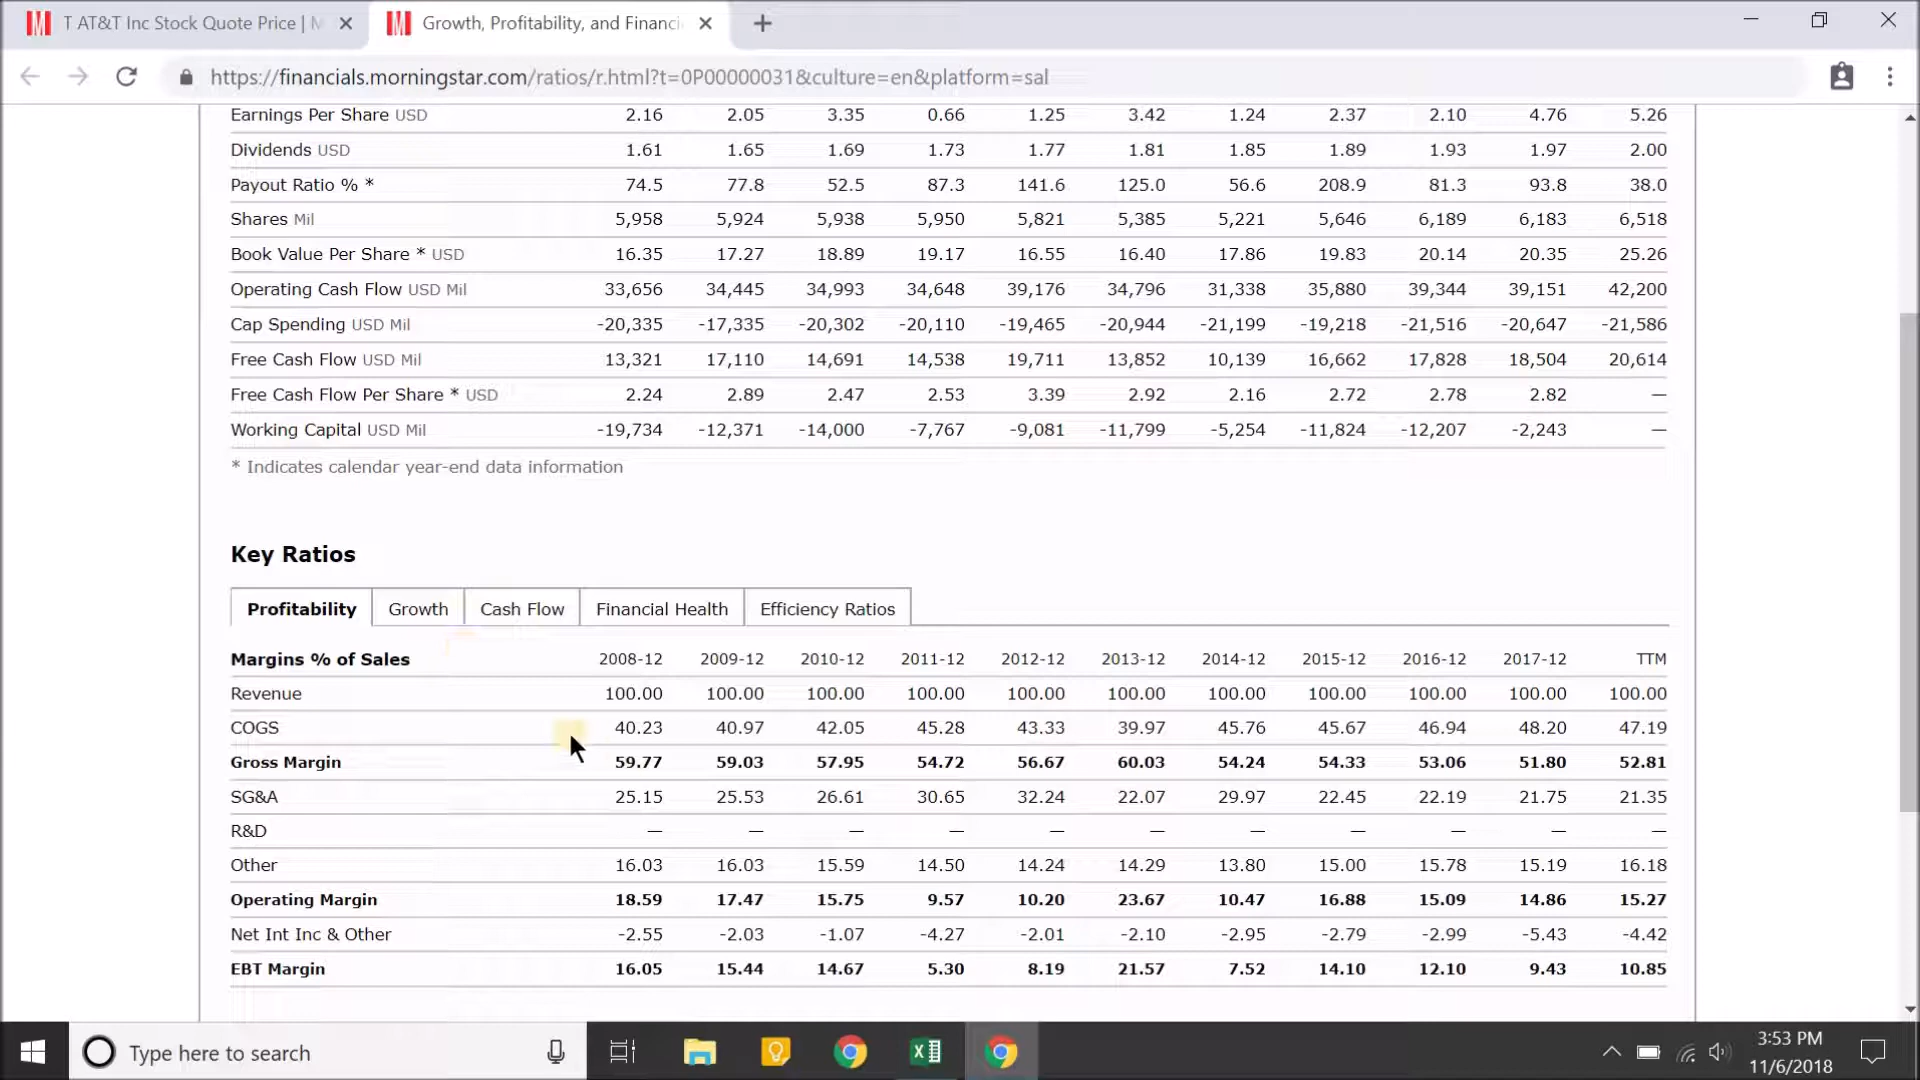 T AT&T Inc Stock Quote Price | M
Growth, Profitability, and Financi
https://financials.morningstar.com/ratios/r.html?t=0P00000031&culture=en&platform=sal
Earnings Per Share USD 2.16 2.05 3.35 0.66 1.25 3.42 1.24 2.37 2.10 4.76 5.26
Dividends USD 1.61 1.65 1.69 1.73 1.77 1.81 1.85 1.89 1.93 1.97 2.00
Payout Ratio % * 74.5 77.8 52.5 87.3 141.6 125.0 56.6 208.9 81.3 93.8 38.0
Shares Mil 5,958 5,924 5,938 5,950 5,821 5,385 5,221 5,646 6,189 6,183 6,518
Book Value Per Share * USD 16.35 17.27 18.89 19.17 16.55 16.40 17.86 19.83 20.14 20.35 25.26
Operating Cash Flow USD Mil 33,656 34,445 34,993 34,648 39,176 34,796 31,338 35,880 39,344 39,151 42,200
Cap Spending USD Mil -20,335 -17,335 -20,302 -20,110 -19,465 -20,944 -21,199 -19,218 -21,516 -20,647 -21,586
Free Cash Flow USD Mil 13,321 17,110 14,691 14,538 19,711 13,852 10,139 16,662 17,828 18,504 20,614
Free Cash Flow Per Share * USD 2.24 2.89 2.47 2.53 3.39 2.92 2.16 2.72 2.78 2.82 —
Working Capital USD Mil -19,734 -12,371 -14,000 -7,767 -9,081 -11,799 -5,254 -11,824 -12,207 -2,243 —
* Indicates calendar year-end data information
Key Ratios
Profitability Growth Cash Flow Financial Health Efficiency Ratios
Margins % of Sales 2008-12 2009-12 2010-12 2011-12 2012-12 2013-12 2014-12 2015-12 2016-12 2017-12 TTM
Revenue 100.00 100.00 100.00 100.00 100.00 100.00 100.00 100.00 100.00 100.00 100.00
COGS 40.23 40.97 42.05 45.28 43.33 39.97 45.76 45.67 46.94 48.20 47.19
Gross Margin 59.77 59.03 57.95 54.72 56.67 60.03 54.24 54.33 53.06 51.80 52.81
SG&A 25.15 25.53 26.61 30.65 32.24 22.07 29.97 22.45 22.19 21.75 21.35
R&D — — — — — — — — — — —
Other 16.03 16.03 15.59 14.50 14.24 14.29 13.80 15.00 15.78 15.19 16.18
Operating Margin 18.59 17.47 15.75 9.57 10.20 23.67 10.47 16.88 15.09 14.86 15.27
Net Int Inc & Other -2.55 -2.03 -1.07 -4.27 -2.01 -2.10 -2.95 -2.79 -2.99 -5.43 -4.42
EBT Margin 16.05 15.44 14.67 5.30 8.19 21.57 7.52 14.10 12.10 9.43 10.85
Type here to search
3:53 PM
11/6/2018